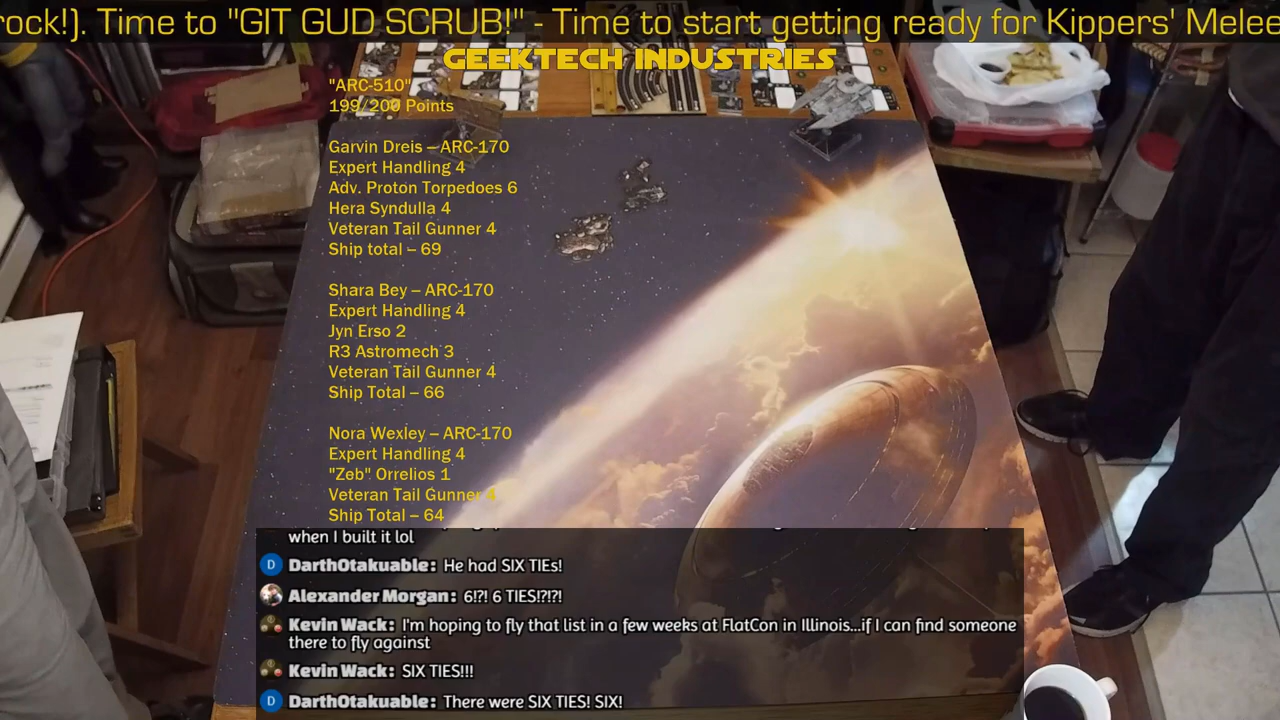 rock!). Time to "GIT GUD SCRUB!" - Time to start getting ready for Kippers' Melee
GEEKTECH INDUSTRIES
"ARC-510"
199/200 Points
Garvin Dreis – ARC-170
Expert Handling 4
Adv. Proton Torpedoes 6
Hera Syndulla 4
Veteran Tail Gunner 4
Ship total – 69
Shara Bey – ARC-170
Expert Handling 4
Jyn Erso 2
R3 Astromech 3
Veteran Tail Gunner 4
Ship Total – 66
Nora Wexley – ARC-170
Expert Handling 4
"Zeb" Orrelios 1
Veteran Tail Gunner 4
Ship Total – 64
when I built it lol
D DarthOtakuable: He had SIX TIEs!
Alexander Morgan: 6!?! 6 TIES!?!?!
Kevin Wack: I'm hoping to fly that list in a few weeks at FlatCon in Illinois...if I can find someone
there to fly against
Kevin Wack: SIX TIES!!!
D DarthOtakuable: There were SIX TIES! SIX!